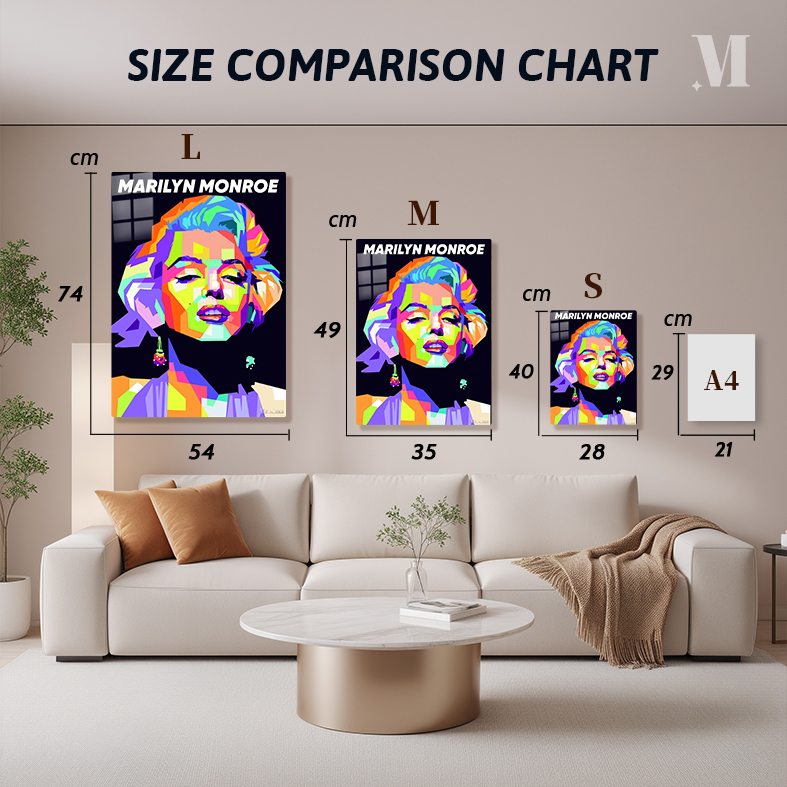 SIZE COMPARISON CHART
M
cm
L
MARILYN MONROE
74
54
cm
M
MARILYN MONROE
49
35
cm
S
MARILYN MONROE
40
28
cm
A4
29
21